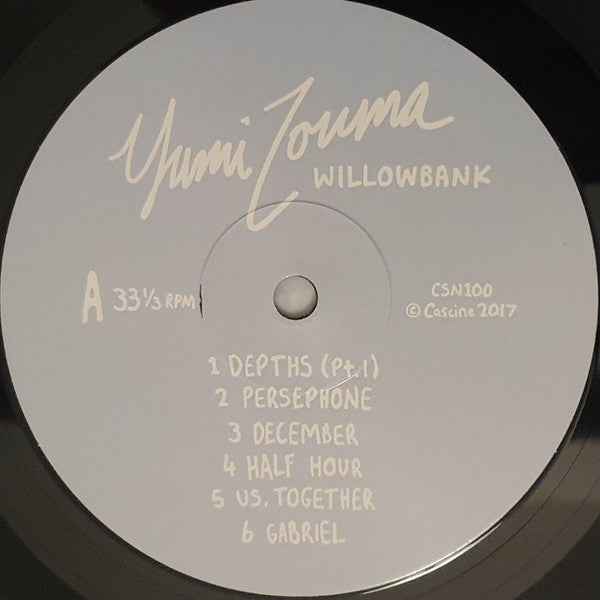 Yumi Zouma
WILLOWBANK
A 33⅓ RPM
CSN100
© Cascine 2017
1 DEPTHS (Pt.1)
2 PERSEPHONE
3 DECEMBER
4 HALF HOUR
5 US, TOGETHER
6 GABRIEL